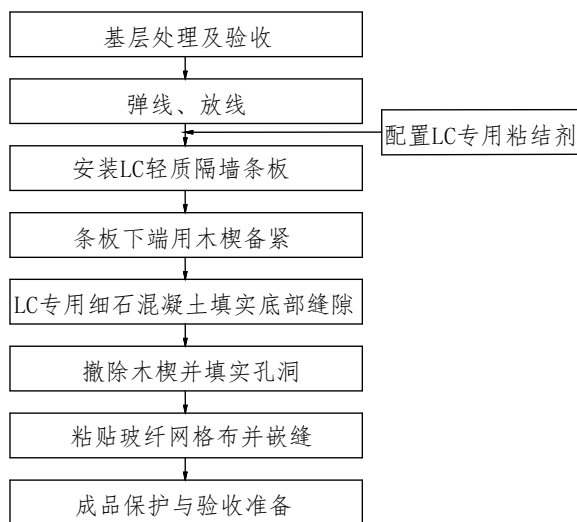 基层处理及验收
弹线、放线
配置LC专用粘结剂
安装LC轻质隔墙条板
条板下端用木楔备紧
LC专用细石混凝土填实底部缝隙
撤除木楔并填实孔洞
粘贴玻纤网格布并嵌缝
成品保护与验收准备